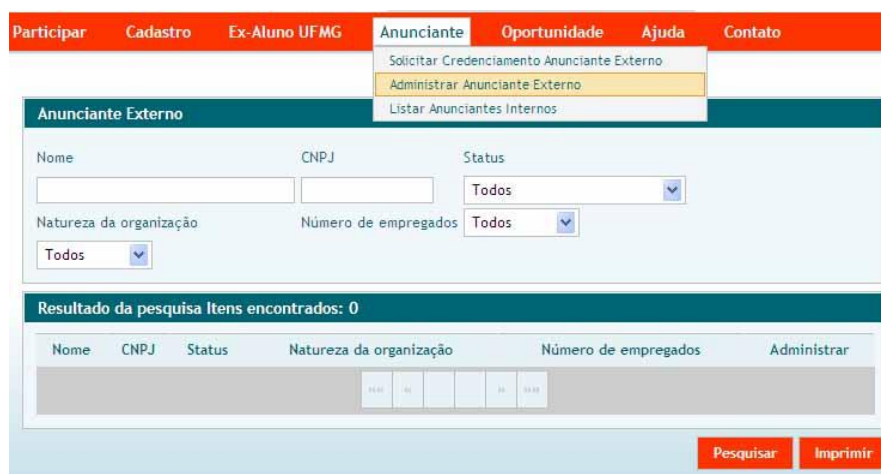 Participar Cadastro Ex-Aluno UFMG Anunciante Oportunidade Ajuda Contato
Solicitar Credenciamento Anunciante Externo
Administrar Anunciante Externo
Listar Anunciantes Internos
Anunciante Externo
Nome CNPJ Status
Todos
Natureza da organização Número de empregados Todos
Todos
Resultado da pesquisa Itens encontrados: 0
Nome CNPJ Status Natureza da organização Número de empregados Administrar
Pesquisar Imprimir